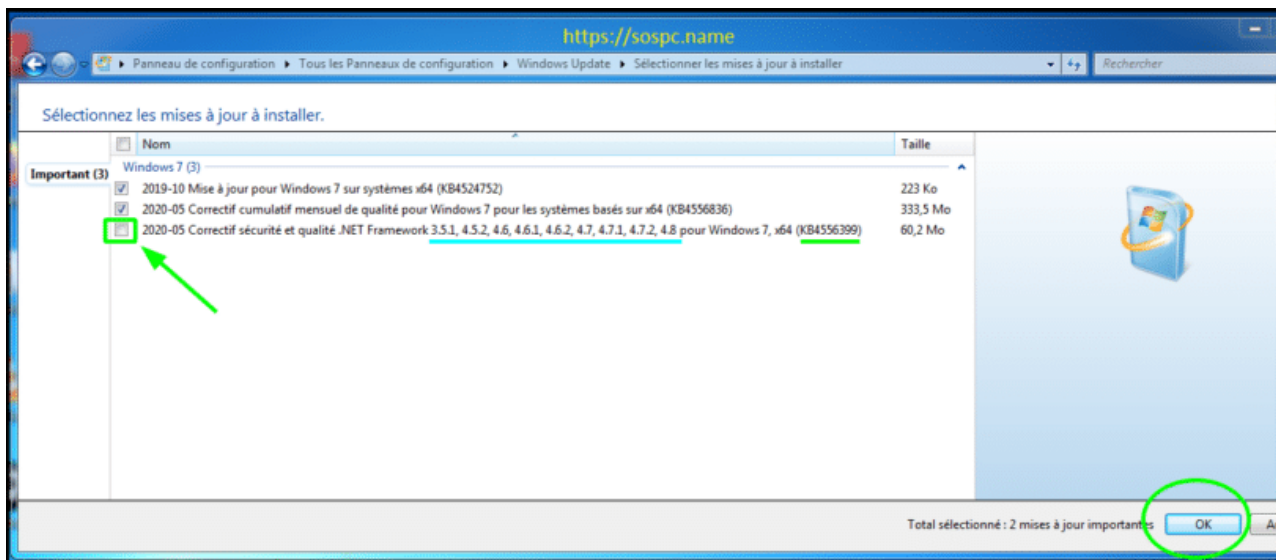 https://sospc.name
Panneau de configuration ▸ Tous les Panneaux de configuration ▸ Windows Update ▸ Sélectionner les mises à jour à installer
Rechercher
Sélectionnez les mises à jour à installer.
Nom Taille
Important (3)
Windows 7 (3)
2019-10 Mise à jour pour Windows 7 sur systèmes x64 (KB4524752) 223 Ko
2020-05 Correctif cumulatif mensuel de qualité pour Windows 7 pour les systèmes basés sur x64 (KB4556836) 333,5 Mo
2020-05 Correctif sécurité et qualité .NET Framework 3.5.1, 4.5.2, 4.6, 4.6.1, 4.6.2, 4.7, 4.7.1, 4.7.2, 4.8 pour Windows 7, x64 (KB4556399) 60,2 Mo
Total sélectionné : 2 mises à jour importantes OK